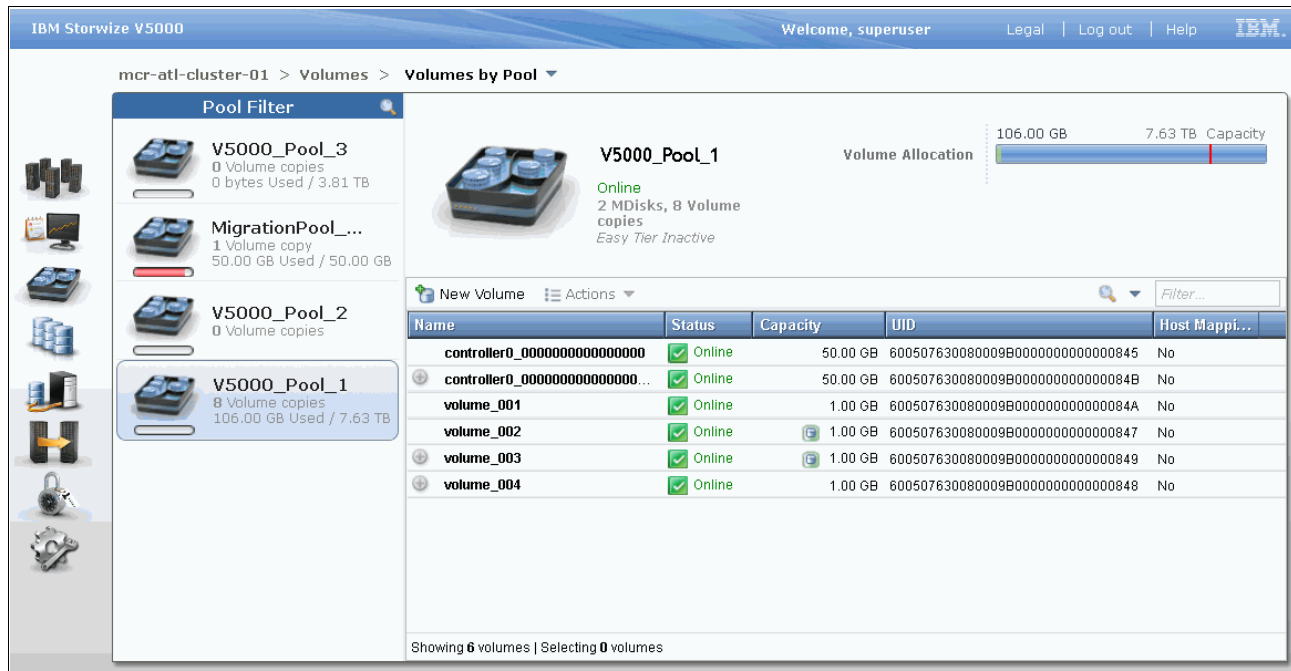 IBM Storwize V5000
Welcome, superuser
Legal | Log out | Help
IBM.
mcr-atl-cluster-01 > Volumes > Volumes by Pool
Pool Filter
V5000_Pool_3
0 Volume copies
0 bytes Used / 3.81 TB
MigrationPool_...
1 Volume copy
50.00 GB Used / 50.00 GB
V5000_Pool_2
0 Volume copies
V5000_Pool_1
8 Volume copies
106.00 GB Used / 7.63 TB
V5000_Pool_1
Online
2 MDisks, 8 Volume
copies
Easy Tier Inactive
Volume Allocation
106.00 GB 7.63 TB Capacity
New Volume Actions Filter...
Name Status Capacity UID Host Mappi...
controller0_0000000000000000 Online 50.00 GB 600507630080009B0000000000000845 No
controller0_000000000000000... Online 50.00 GB 600507630080009B000000000000084B No
volume_001 Online 1.00 GB 600507630080009B000000000000084A No
volume_002 Online 1.00 GB 600507630080009B0000000000000847 No
volume_003 Online 1.00 GB 600507630080009B0000000000000849 No
volume_004 Online 1.00 GB 600507630080009B0000000000000848 No
Showing 6 volumes | Selecting 0 volumes